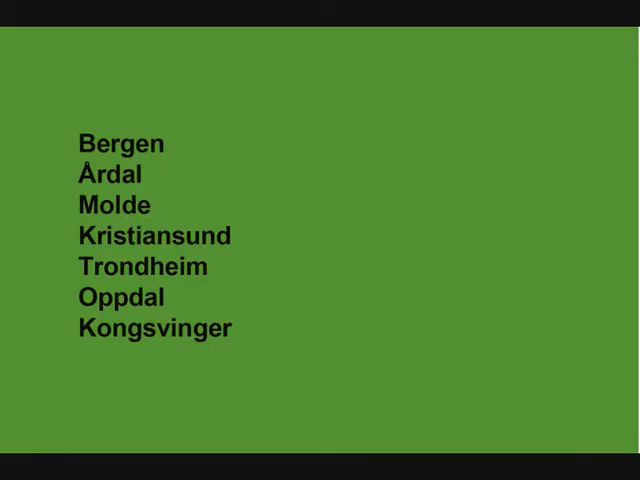 Bergen
Årdal
Molde
Kristiansund
Trondheim
Oppdal
Kongsvinger